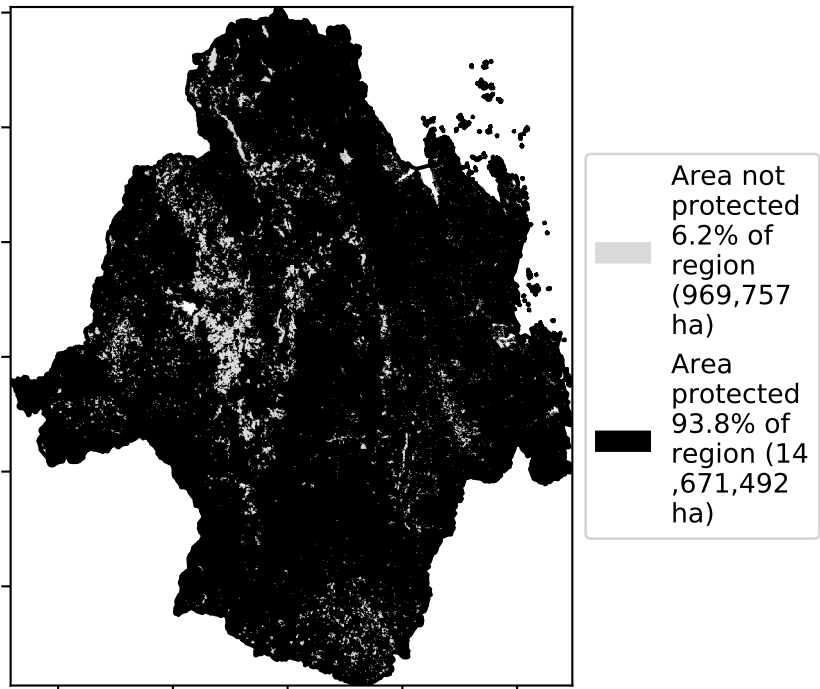 Area not
protected
6.2% of
region
(969,757
ha)
Area
protected
93.8% of
region (14
,671,492
ha)